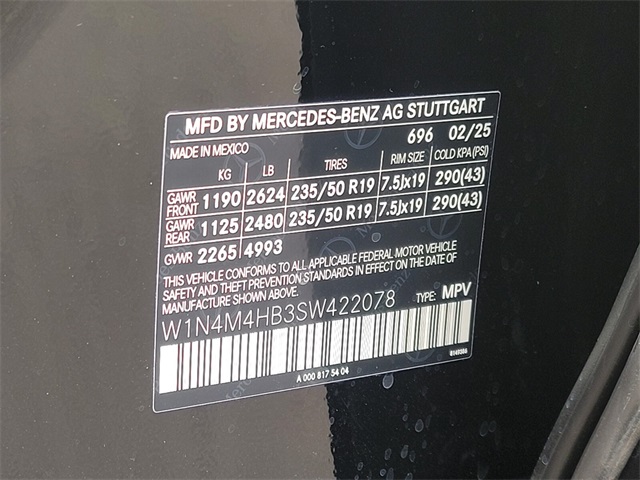 MFD BY MERCEDES-BENZ AG STUTTGART
MADE IN MEXICO 696 02/25
KG LB TIRES RIM SIZE COLD KPA(PSI)
GAWR FRONT 1190 2624 235/50 R19 7.5Jx19 290(43)
GAWR REAR 1125 2480 235/50 R19 7.5Jx19 290(43)
GVWR 2265 4993
THIS VEHICLE CONFORMS TO ALL APPLICABLE FEDERAL MOTOR VEHICLE
SAFETY AND THEFT PREVENTION STANDARDS IN EFFECT ON THE DATE OF
MANUFACTURE SHOWN ABOVE.
W1N4M4HB3SW422078 TYPE: MPV
A 000 817 54 04